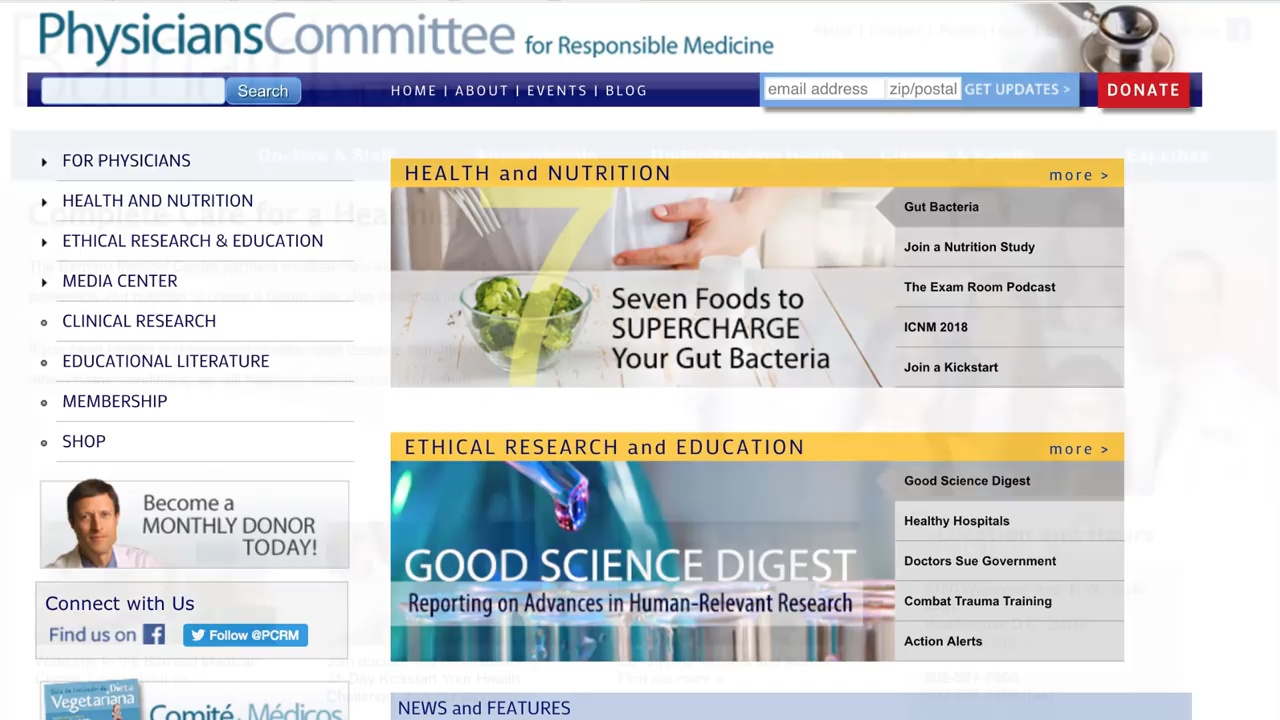 PhysiciansCommittee for Responsible Medicine
Search
HOME | ABOUT | EVENTS | BLOG
email address
zip/postal
GET UPDATES >
DONATE
FOR PHYSICIANS
HEALTH AND NUTRITION
ETHICAL RESEARCH & EDUCATION
MEDIA CENTER
CLINICAL RESEARCH
EDUCATIONAL LITERATURE
MEMBERSHIP
SHOP
Become a
MONTHLY DONOR
TODAY!
Connect with Us
Find us on f
Follow @PCRM
Vegetariana
Comité Médicos
HEALTH and NUTRITION
more >
7
Seven Foods to
SUPERCHARGE
Your Gut Bacteria
Gut Bacteria
Join a Nutrition Study
The Exam Room Podcast
ICNM 2018
Join a Kickstart
ETHICAL RESEARCH and EDUCATION
more >
GOOD SCIENCE DIGEST
Reporting on Advances in Human-Relevant Research
Good Science Digest
Healthy Hospitals
Doctors Sue Government
Combat Trauma Training
Action Alerts
NEWS and FEATURES